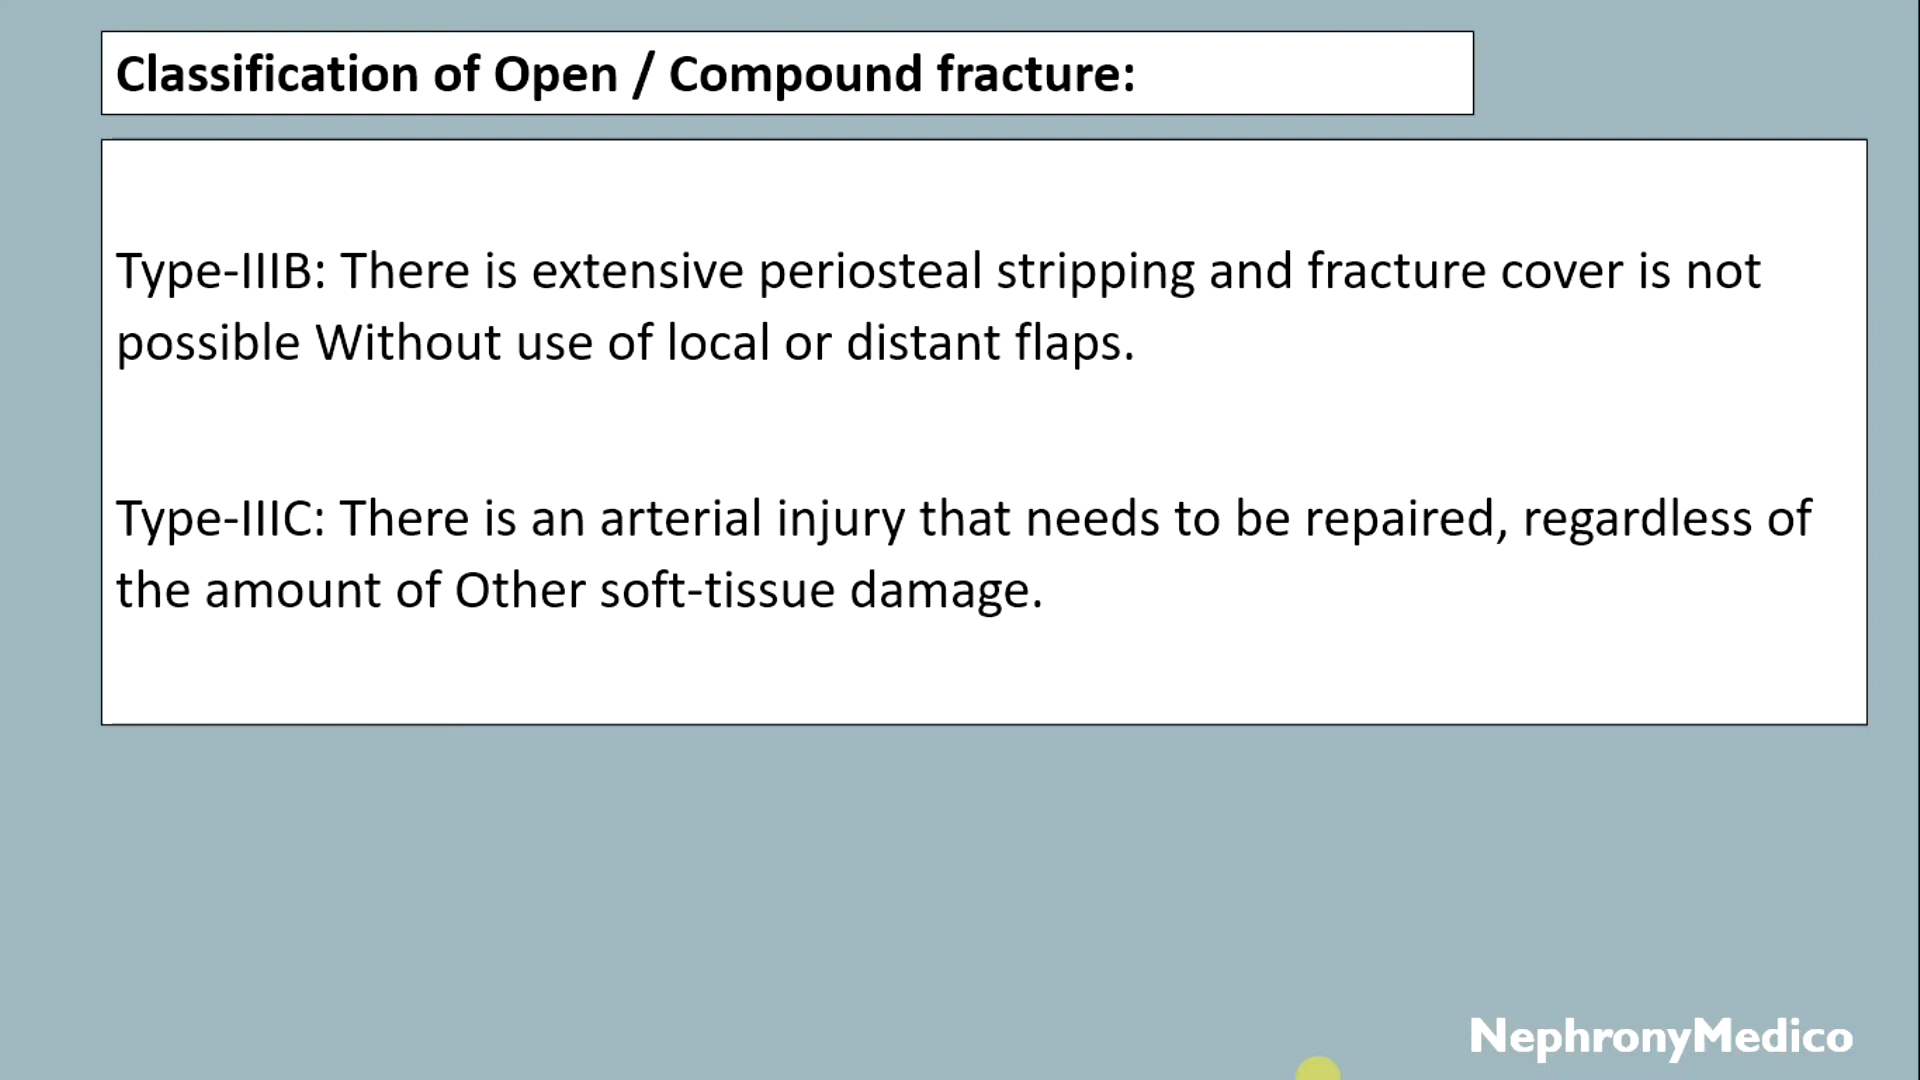 Classification of Open / Compound fracture:
Type-IIIB: There is extensive periosteal stripping and fracture cover is not
possible Without use of local or distant flaps.
Type-IIIC: There is an arterial injury that needs to be repaired, regardless of
the amount of Other soft-tissue damage.
NephronyMedico